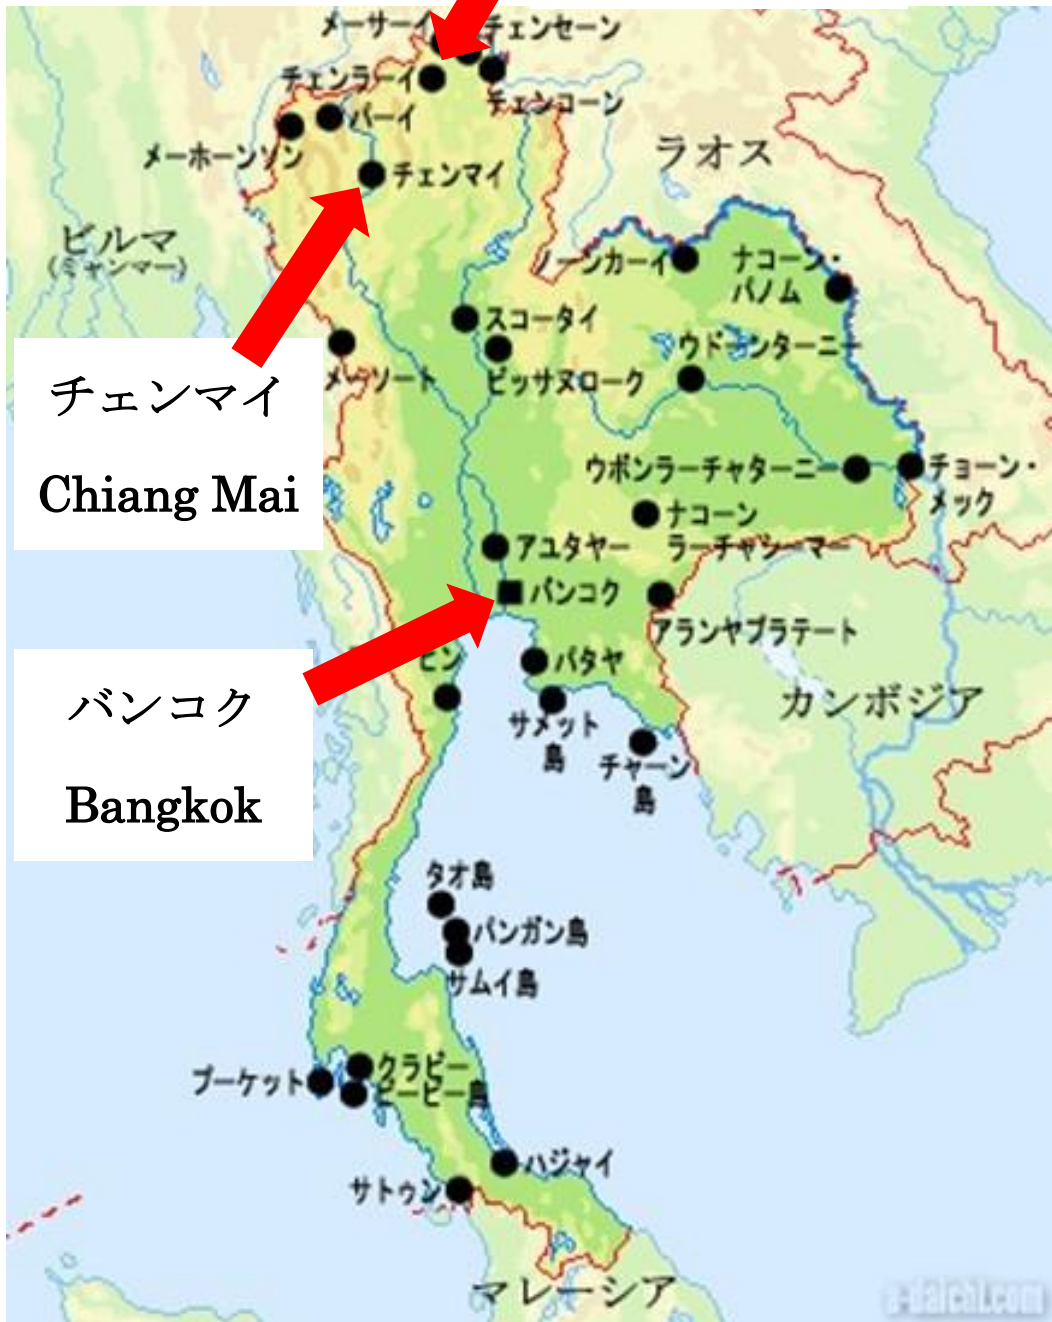 メーサーイ
チェンセーン
チェンラーイ
チェンコーン
パーイ
メーホーンソン
チェンマイ
ラオス
ビルマ
(ミャンマー)
ノーンカーイ
ナコーン・
パノム
スコータイ
ウドーンターニー
メーソート
ピッサヌローク
チェンマイ
Chiang Mai
ウボンラーチャターニー
チョーン・
メック
ナコーン
ラーチャシーマー
アユタヤー
バンコク
アランヤプラテート
ヒン
パタヤ
バンコク
Bangkok
サメット
島
チャーン
島
カンボジア
タオ島
パンガン島
サムイ島
クラビー
プーケット
ピーピー島
ハジャイ
サトゥン
マレーシア
a-daichi.com